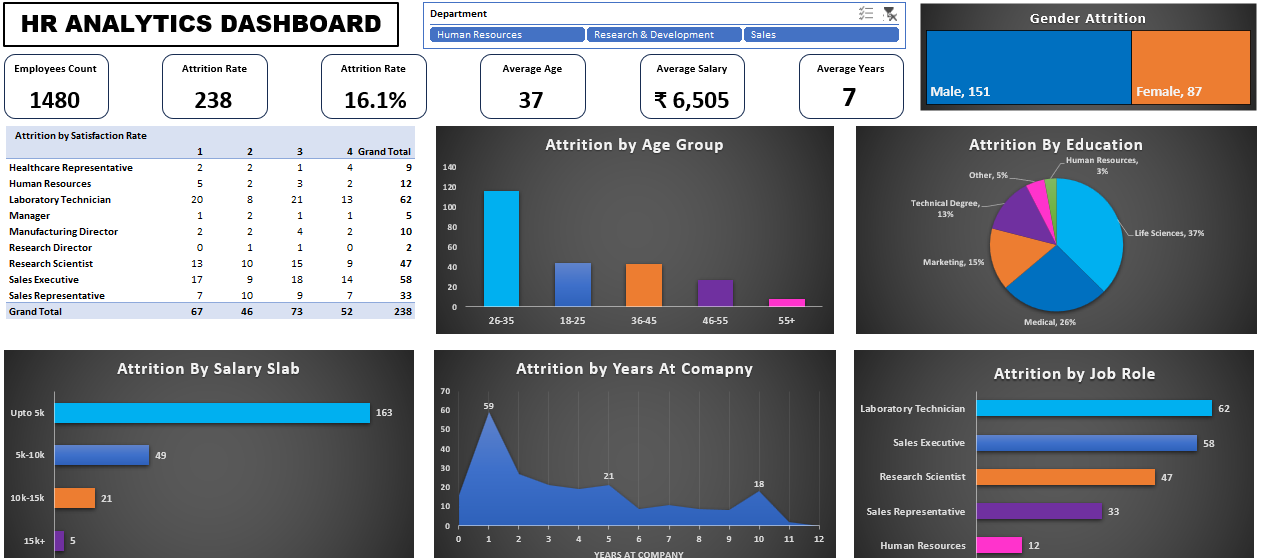 HR ANALYTICS DASHBOARD
Department
Human Resources Research & Development Sales
Gender Attrition
Male, 151 Female, 87
Employees Count
1480
Attrition Rate
238
Attrition Rate
16.1%
Average Age
37
Average Salary
₹ 6,505
Average Years
7
Attrition by Satisfaction Rate
1 2 3 4 Grand Total
Healthcare Representative 2 2 1 4 9
Human Resources 5 2 3 2 12
Laboratory Technician 20 8 21 13 62
Manager 1 2 1 1 5
Manufacturing Director 2 2 4 2 10
Research Director 0 1 1 0 2
Research Scientist 13 10 15 9 47
Sales Executive 17 9 18 14 58
Sales Representative 7 10 9 7 33
Grand Total 67 46 73 52 238
Attrition by Age Group
140
120
100
80
60
40
20
0
26-35 18-25 36-45 46-55 55+
Attrition By Education
Human Resources,
3%
Other, 5%
Technical Degree,
13%
Life Sciences, 37%
Marketing, 15%
Medical, 26%
Attrition By Salary Slab
Upto 5k 163
5k-10k 49
10k-15k 21
15k+ 5
Attrition by Years At Comapny
70
60
50
40
30
20
10
0
59
21
18
0 1 2 3 4 5 6 7 8 9 10 11 12
YEARS AT COMPANY
Attrition by Job Role
Laboratory Technician 62
Sales Executive 58
Research Scientist 47
Sales Representative 33
Human Resources 12